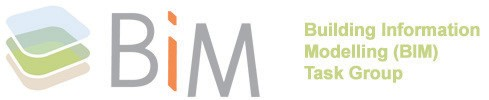 BiM
Building Information
Modelling (BIM)
Task Group